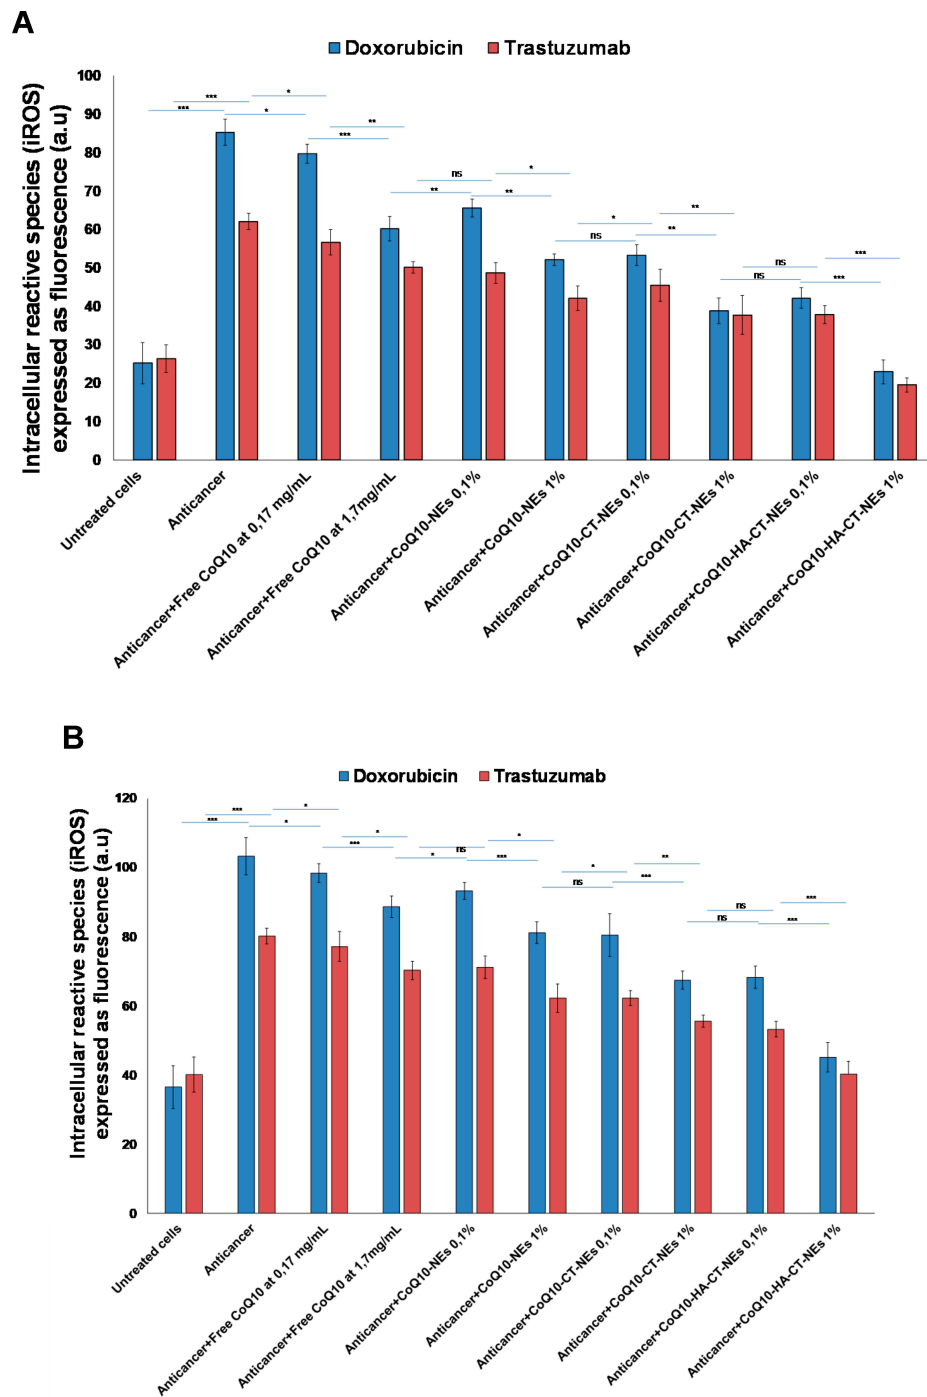 A
Doxorubicin Trastuzumab
Intracellular reactive species (iROS)
expressed as fluorescence (a.u)
100
90
80
70
60
50
40
30
20
10
0
*** *** * * ** *** ns ** * ** * ns ** ** ns ns *** ***
Untreated cells
Anticancer
Anticancer+Free CoQ10 at 0,17 mg/mL
Anticancer+Free CoQ10 at 1,7mg/mL
Anticancer+CoQ10-NEs 0,1%
Anticancer+CoQ10-NEs 1%
Anticancer+CoQ10-CT-NEs 0,1%
Anticancer+CoQ10-CT-NEs 1%
Anticancer+CoQ10-HA-CT-NEs 0,1%
Anticancer+CoQ10-HA-CT-NEs 1%
B
Doxorubicin Trastuzumab
Intracellular reactive species (iROS)
expressed as fluorescence (a.u)
120
100
80
60
40
20
0
*** *** * * * *** ns * * *** * ns ** *** ns ns *** ***
Untreated cells
Anticancer
Anticancer+Free CoQ10 at 0,17 mg/mL
Anticancer+Free CoQ10 at 1,7mg/mL
Anticancer+CoQ10-NEs 0,1%
Anticancer+CoQ10-NEs 1%
Anticancer+CoQ10-CT-NEs 0,1%
Anticancer+CoQ10-CT-NEs 1%
Anticancer+CoQ10-HA-CT-NEs 0,1%
Anticancer+CoQ10-HA-CT-NEs 1%